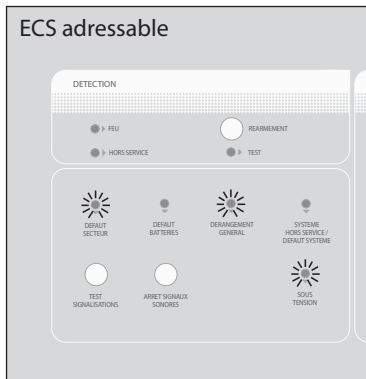 ECS adressable
DETECTION
FEU
REARMEMENT
HORS SERVICE
TEST
DEFAUT
SECTEUR
DEFAUT
BATTERIES
DERANGEMENT
GENERAL
SYSTEME
HORS SERVICE /
DEFAUT SYSTEME
TEST
SIGNALISATIONS
ARRET SIGNAUX
SONORES
SOUS
TENSION